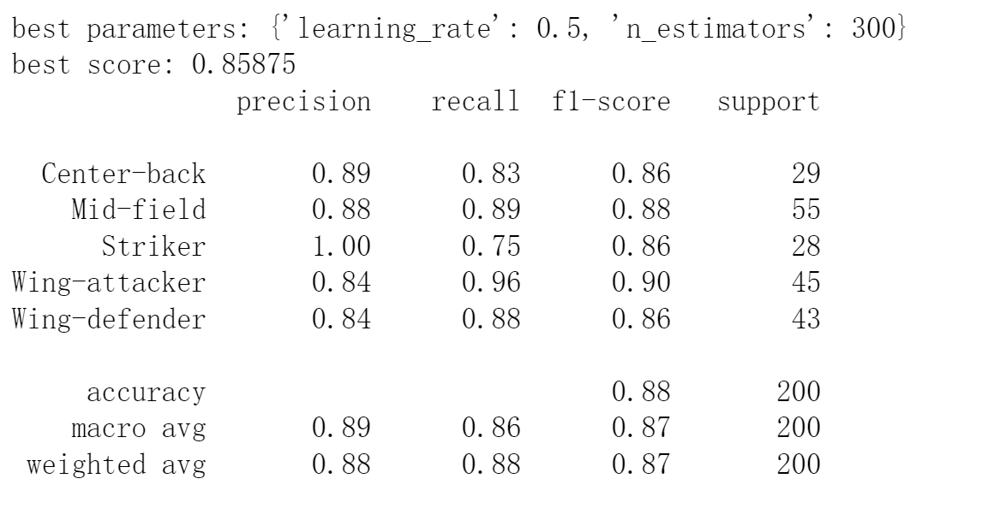 best parameters: {'learning_rate': 0.5, 'n_estimators': 300}
best score: 0.85875
precision recall f1-score support
Center-back 0.89 0.83 0.86 29
Mid-field 0.88 0.89 0.88 55
Striker 1.00 0.75 0.86 28
Wing-attacker 0.84 0.96 0.90 45
Wing-defender 0.84 0.88 0.86 43
accuracy 0.88 200
macro avg 0.89 0.86 0.87 200
weighted avg 0.88 0.88 0.87 200